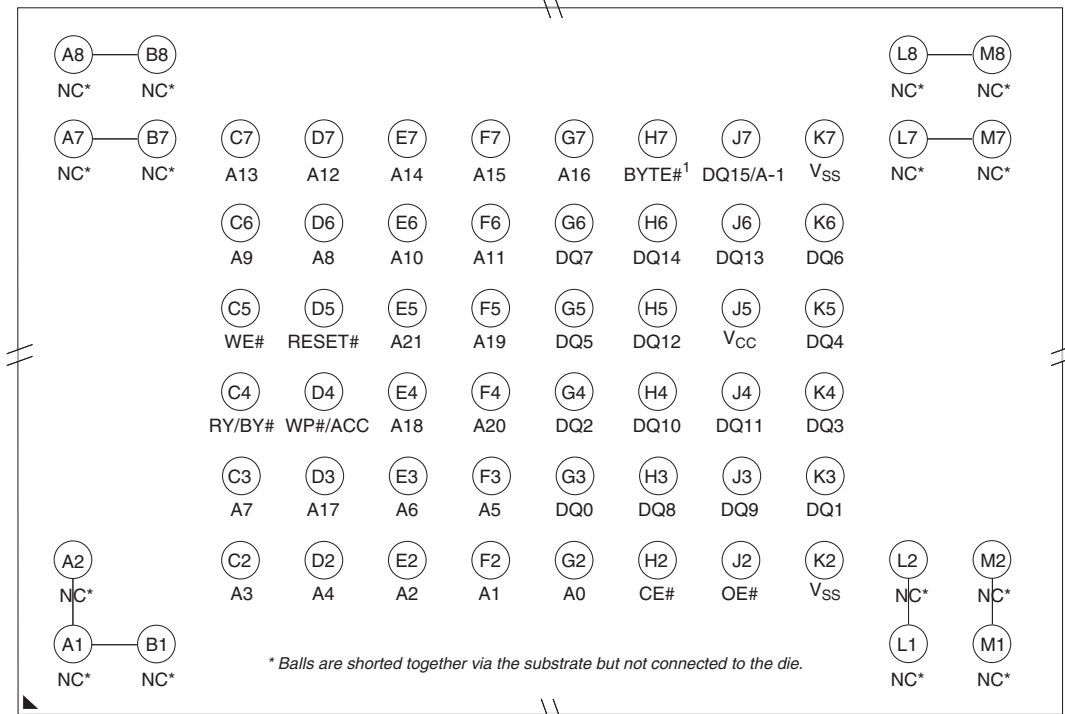 A8 B8 L8 M8
NC* NC* NC* NC*
A7 B7 C7 D7 E7 F7 G7 H7 J7 K7 L7 M7
NC* NC* A13 A12 A14 A15 A16 BYTE#1 DQ15/A-1 VSS NC* NC*
C6 D6 E6 F6 G6 H6 J6 K6
A9 A8 A10 A11 DQ7 DQ14 DQ13 DQ6
C5 D5 E5 F5 G5 H5 J5 K5
WE# RESET# A21 A19 DQ5 DQ12 VCC DQ4
C4 D4 E4 F4 G4 H4 J4 K4
RY/BY# WP#/ACC A18 A20 DQ2 DQ10 DQ11 DQ3
C3 D3 E3 F3 G3 H3 J3 K3
A7 A17 A6 A5 DQ0 DQ8 DQ9 DQ1
A2 C2 D2 E2 F2 G2 H2 J2 K2 L2 M2
NC* A3 A4 A2 A1 A0 CE# OE# VSS NC* NC*
A1 B1 L1 M1
* Balls are shorted together via the substrate but not connected to the die.
NC* NC* NC* NC*